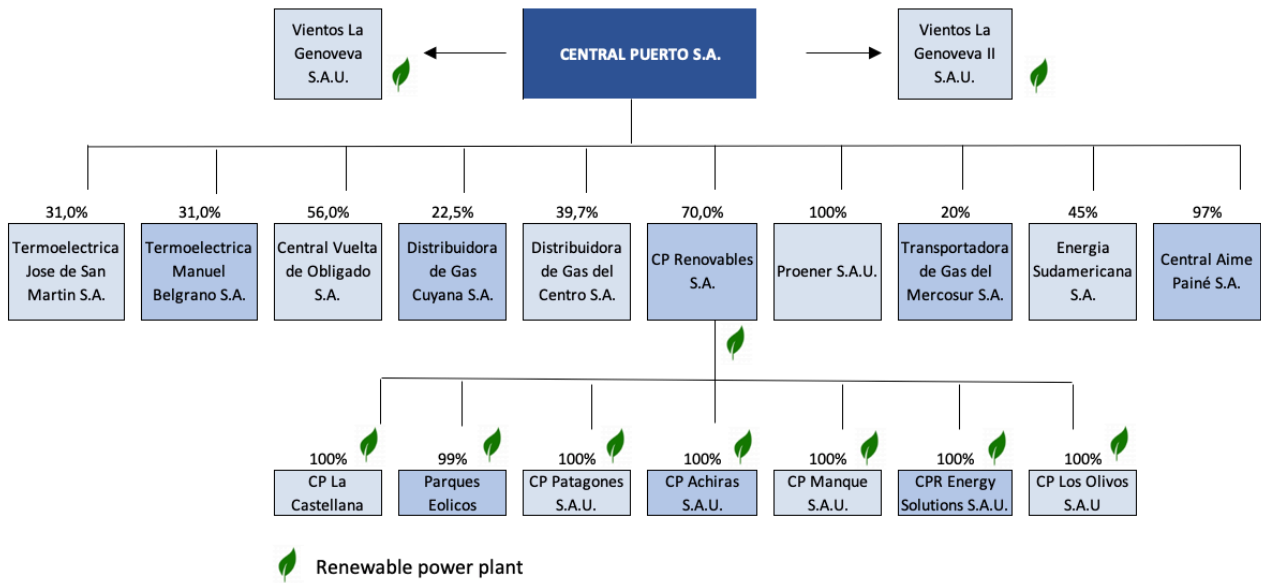 Vientos La
Genoveva
S.A.U.
CENTRAL PUERTO S.A.
Vientos La
Genoveva II
S.A.U.
31,0%
31,0%
56,0%
22,5%
39,7%
70,0%
100%
20%
45%
97%
Termoelectrica
Jose de San
Martin S.A.
Termoelectrica
Manuel
Belgrano S.A.
Central Vuelta
de Obligado
S.A.
Distribuidora
de Gas
Cuyana S.A.
Distribuidora
de Gas del
Centro S.A.
CP Renovables
S.A.
Proener S.A.U.
Transportadora
de Gas del
Mercosur S.A.
Energia
Sudamericana
S.A.
Central Aime
Painé S.A.
100%
99%
100%
100%
100%
100%
100%
CP La
Castellana
Parques
Eolicos
CP Patagones
S.A.U.
CP Achiras
S.A.U.
CP Manque
S.A.U.
CPR Energy
Solutions S.A.U.
CP Los Olivos
S.A.U
Renewable power plant